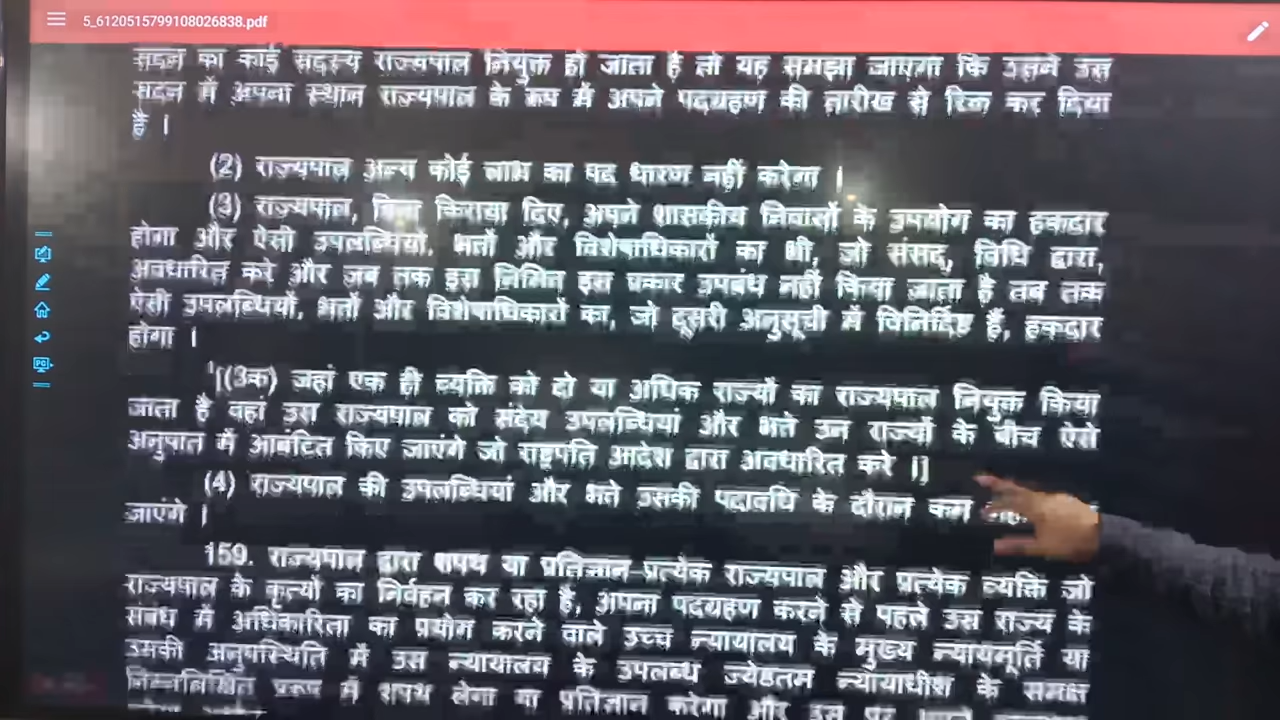 5_6120515799108026838.pdf
सदन का कोई सदस्य राज्यपाल नियुक्त हो जाता है तो यह समझा जाएगा कि उसने उस
सदन में अपना स्थान राज्यपाल के रूप में अपने पदग्रहण की तारीख से रिक्त कर दिया
है ।
(2) राज्यपाल अन्य कोई लाभ का पद धारण नहीं करेगा ।
(3) राज्यपाल, बिना किराया दिए, अपने शासकीय निवासों के उपयोग का हकदार
होगा और ऐसी उपलब्धियों, भत्तों और विशेषाधिकारों का भी, जो संसद्, विधि द्वारा,
अवधारित करे और जब तक इस निमित्त इस प्रकार उपबंध नहीं किया जाता है तब तक
ऐसी उपलब्धियों, भत्तों और विशेषाधिकारों का, जो दूसरी अनुसूची में विनिर्दिष्ट हैं, हकदार
होगा ।
¹[(3क) जहां एक ही व्यक्ति को दो या अधिक राज्यों का राज्यपाल नियुक्त किया
जाता है वहां उस राज्यपाल को संदेय उपलब्धियां और भत्ते उन राज्यों के बीच ऐसे
अनुपात में आबंटित किए जाएंगे जो राष्ट्रपति आदेश द्वारा अवधारित करे ।]
(4) राज्यपाल की उपलब्धियां और भत्ते उसकी पदावधि के दौरान कम
जाएंगे ।
159. राज्यपाल द्वारा शपथ या प्रतिज्ञान–प्रत्येक राज्यपाल और प्रत्येक व्यक्ति जो
राज्यपाल के कृत्यों का निर्वहन कर रहा है, अपना पदग्रहण करने से पहले उस राज्य के
संबंध में अधिकारिता का प्रयोग करने वाले उच्च न्यायालय के मुख्य न्यायमूर्ति या
उसकी अनुपस्थिति में उस न्यायालय के उपलब्ध ज्येष्ठतम न्यायाधीश के समक्ष
निम्नलिखित प्ररूप में शपथ लेगा या प्रतिज्ञान करेगा और उस पर